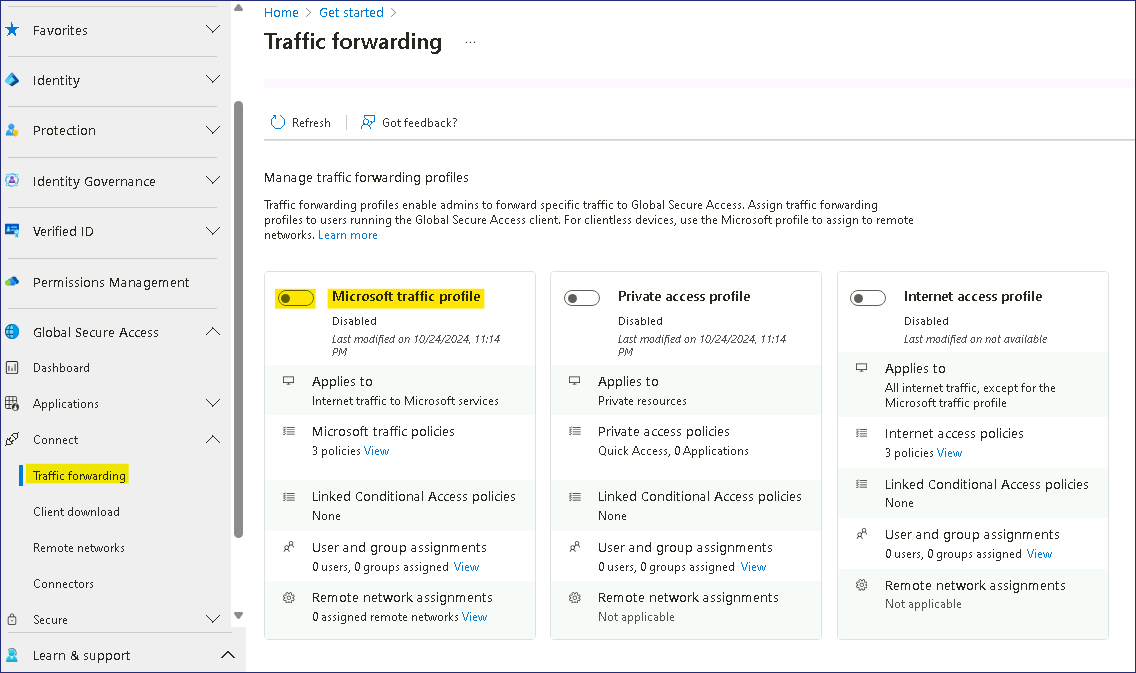 Favorites
Identity
Protection
Identity Governance
Verified ID
Permissions Management
Global Secure Access
Dashboard
Applications
Connect
Traffic forwarding
Client download
Remote networks
Connectors
Secure
Learn & support
Home > Get started >
Traffic forwarding ...
Refresh
Got feedback?
Manage traffic forwarding profiles
Traffic forwarding profiles enable admins to forward specific traffic to Global Secure Access. Assign traffic forwarding
profiles to users running the Global Secure Access client. For clientless devices, use the Microsoft profile to assign to remote
networks. Learn more
Microsoft traffic profile
Disabled
Last modified on 10/24/2024, 11:14
PM
Applies to
Internet traffic to Microsoft services
Microsoft traffic policies
3 policies View
Linked Conditional Access policies
None
User and group assignments
0 users, 0 groups assigned View
Remote network assignments
0 assigned remote networks View
Private access profile
Disabled
Last modified on 10/24/2024, 11:14
PM
Applies to
Private resources
Private access policies
Quick Access, 0 Applications
Linked Conditional Access policies
None
User and group assignments
0 users, 0 groups assigned View
Remote network assignments
Not applicable
Internet access profile
Disabled
Last modified on not available
Applies to
All internet traffic, except for the
Microsoft traffic profile
Internet access policies
3 policies View
Linked Conditional Access policies
None
User and group assignments
0 users, 0 groups assigned View
Remote network assignments
Not applicable